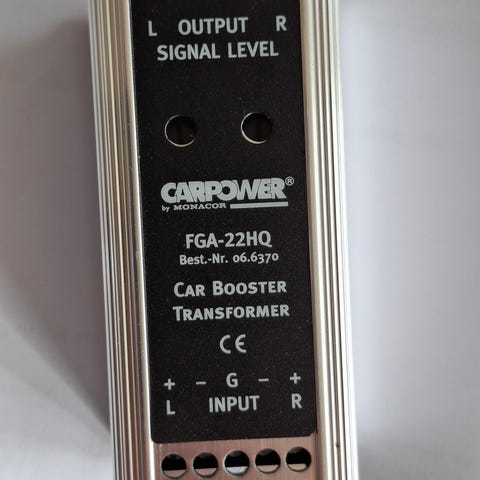 L OUTPUT R
SIGNAL LEVEL
CARPOWER®
by MONACOR
FGA-22HQ
Best.-Nr. 06.6370
CAR BOOSTER
TRANSFORMER
CE
+ - G - +
L INPUT R